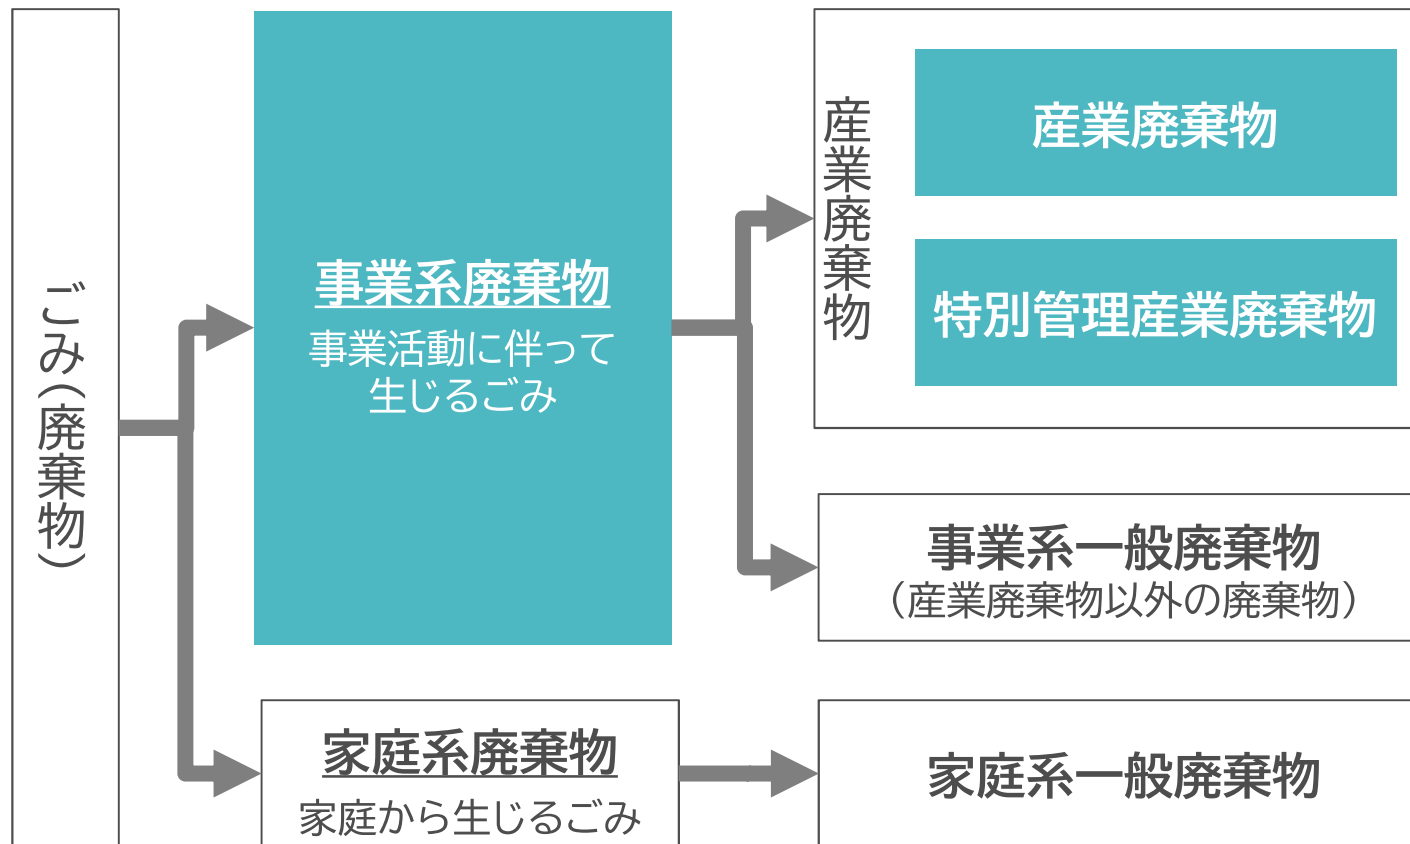 ごみ(廃棄物)
事業系廃棄物
事業活動に伴って
生じるごみ
産業廃棄物
産業廃棄物
特別管理産業廃棄物
事業系一般廃棄物
（産業廃棄物以外の廃棄物）
家庭系廃棄物
家庭から生じるごみ
家庭系一般廃棄物